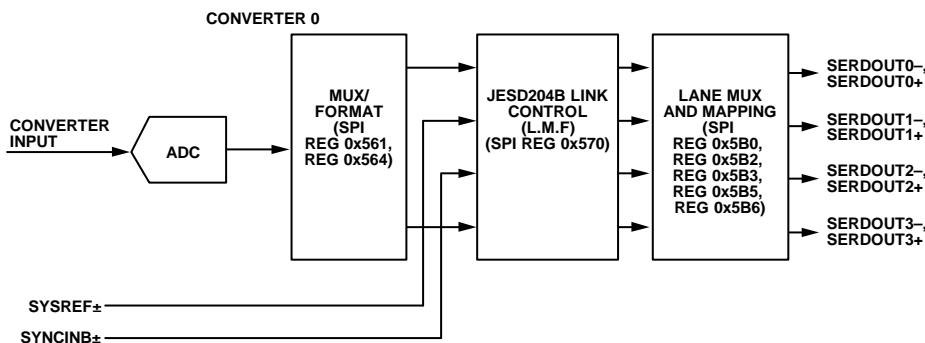 CONVERTER 0
CONVERTER
INPUT
ADC
MUX/
FORMAT
(SPI
REG 0x561,
REG 0x564)
JESD204B LINK
CONTROL
(L.M.F)
(SPI REG 0x570)
LANE MUX
AND MAPPING
(SPI
REG 0x5B0,
REG 0x5B2,
REG 0x5B3,
REG 0x5B5,
REG 0x5B6)
SERDOUT0–,
SERDOUT0+
SERDOUT1–,
SERDOUT1+
SERDOUT2–,
SERDOUT2+
SERDOUT3–,
SERDOUT3+
SYSREF±
SYNCINB±